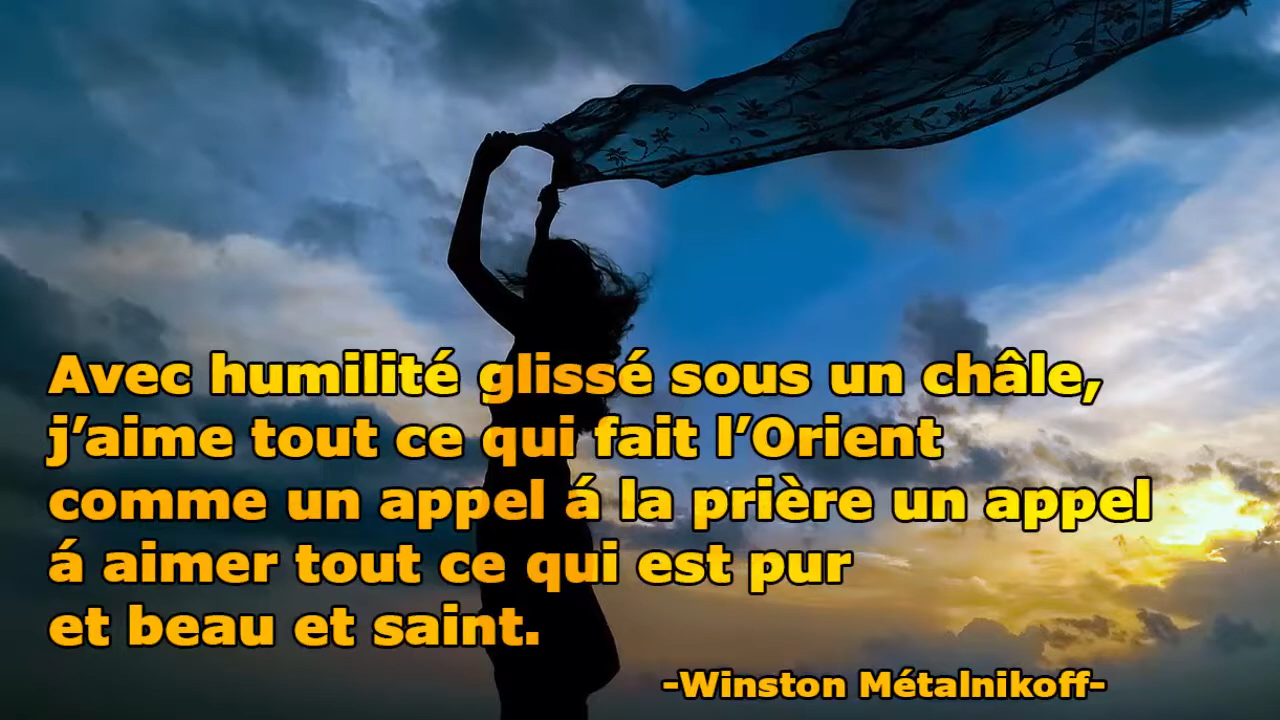 Avec humilité glissé sous un châle,
j’aime tout ce qui fait l’Orient
comme un appel á la prière un appel
á aimer tout ce qui est pur
et beau et saint.
-Winston Métalnikoff-